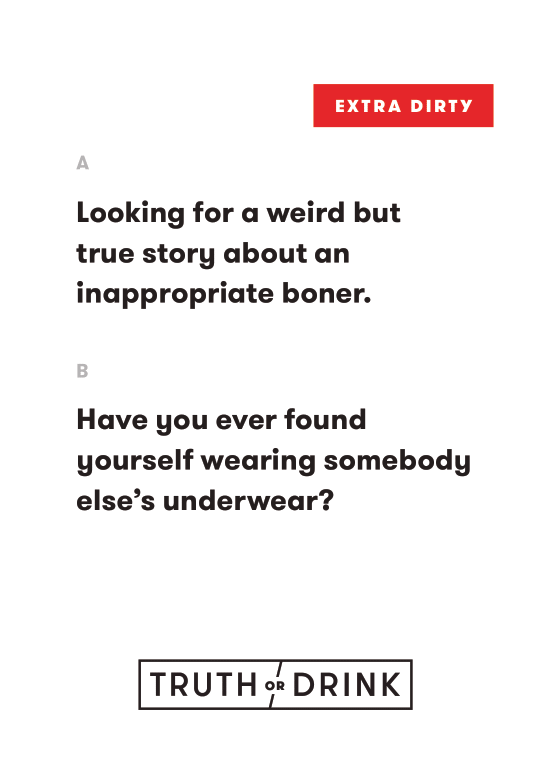 EXTRA DIRTY
A
Looking for a weird but
true story about an
inappropriate boner.
B
Have you ever found
yourself wearing somebody
else’s underwear?
TRUTH OR DRINK